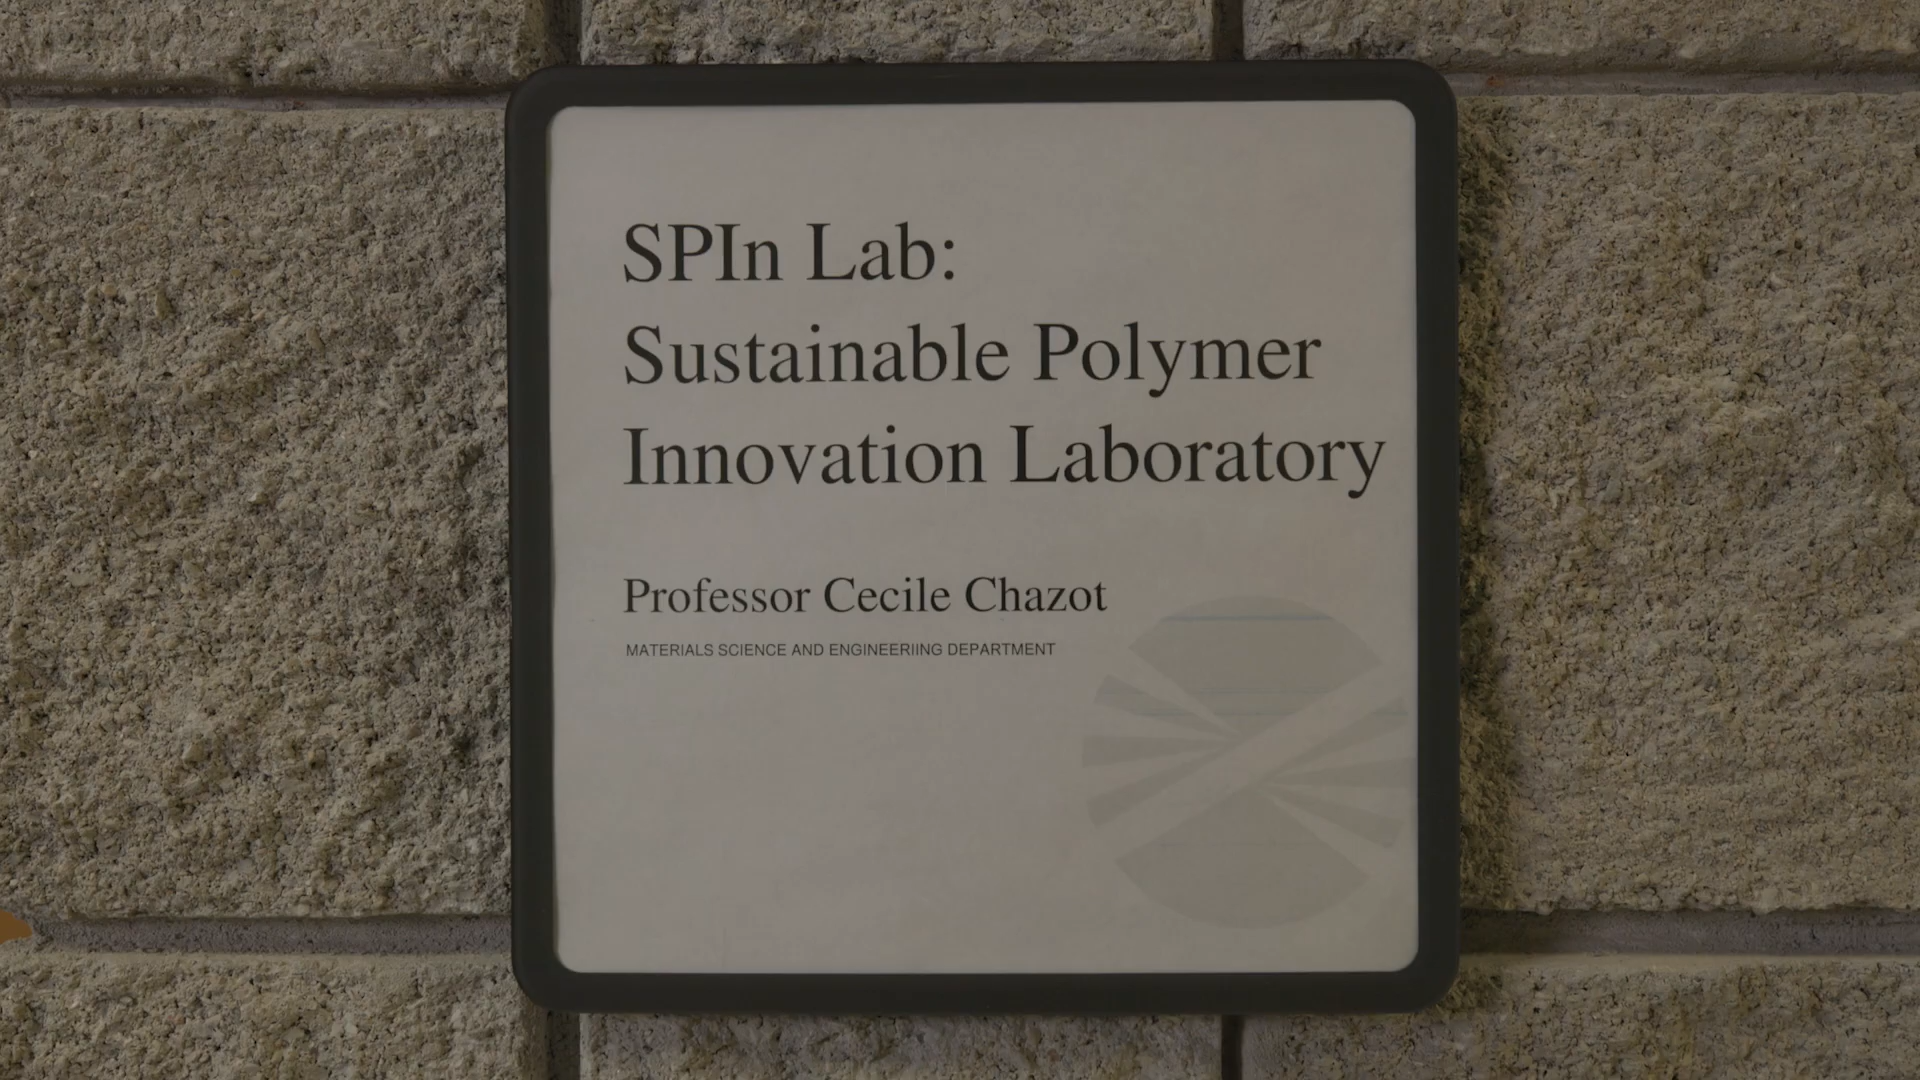 SPIn Lab:
Sustainable Polymer
Innovation Laboratory
Professor Cecile Chazot
MATERIALS SCIENCE AND ENGINEERIING DEPARTMENT